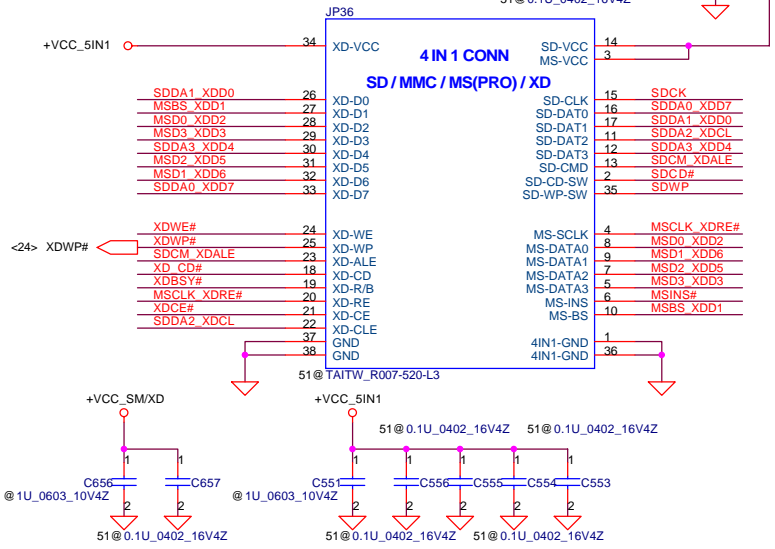 51@ 0.1U_0402_16V4Z
JP36
+VCC_5IN1 34 XD-VCC SD-VCC 14
MS-VCC 3
4 IN 1 CONN
SD / MMC / MS(PRO) / XD
SDDA1_XDD0 26 XD-D0 SD-CLK 15 SDCK
MSBS_XDD1 27 XD-D1 SD-DAT0 16 SDDA0_XDD7
MSD0_XDD2 28 XD-D2 SD-DAT1 17 SDDA1_XDD0
MSD3_XDD3 29 XD-D3 SD-DAT2 11 SDDA2_XDCL
SDDA3_XDD4 30 XD-D4 SD-DAT3 12 SDDA3_XDD4
MSD2_XDD5 31 XD-D5 SD-CMD 13 SDCM_XDALE
MSD1_XDD6 32 XD-D6 SD-CD-SW 2 SDCD#
SDDA0_XDD7 33 XD-D7 SD-WP-SW 35 SDWP
XDWE# 24 XD-WE MS-SCLK 4 MSCLK_XDRE#
<24> XDWP# XDWP# 25 XD-WP MS-DATA0 8 MSD0_XDD2
SDCM_XDALE 23 XD-ALE MS-DATA1 9 MSD1_XDD6
XD_CD# 18 XD-CD MS-DATA2 7 MSD2_XDD5
XDBSY# 19 XD-R/B MS-DATA3 5 MSD3_XDD3
MSCLK_XDRE# 20 XD-RE MS-INS 6 MSINS#
XDCE# 21 XD-CE MS-BS 10 MSBS_XDD1
SDDA2_XDCL 22 XD-CLE
37 GND 4IN1-GND 1
38 GND 4IN1-GND 36
51@ TAITW_R007-520-L3
+VCC_SM/XD +VCC_5IN1
51@ 0.1U_0402_16V4Z 51@ 0.1U_0402_16V4Z
1 1 1 1 1 1 1
C656 C657 C551 C556 C555 C554 C553
@ 1U_0603_10V4Z @ 1U_0603_10V4Z
2 2 2 2 2 2 2
51@ 0.1U_0402_16V4Z 51@ 0.1U_0402_16V4Z 51@ 0.1U_0402_16V4Z